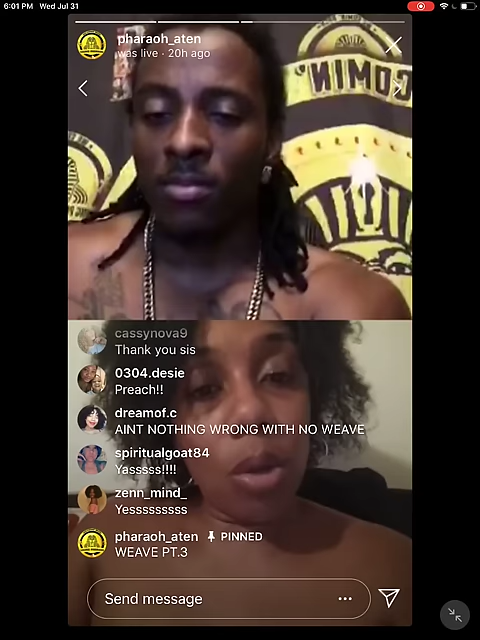 6:01 PM Wed Jul 31
pharaoh_aten
was live · 20h ago
cassynova9
Thank you sis
0304.desie
Preach!!
dreamof.c
AINT NOTHING WRONG WITH NO WEAVE
spiritualgoat84
Yasssss!!!!
zenn_mind_
Yesssssssss
pharaoh_aten PINNED
WEAVE PT.3
Send message